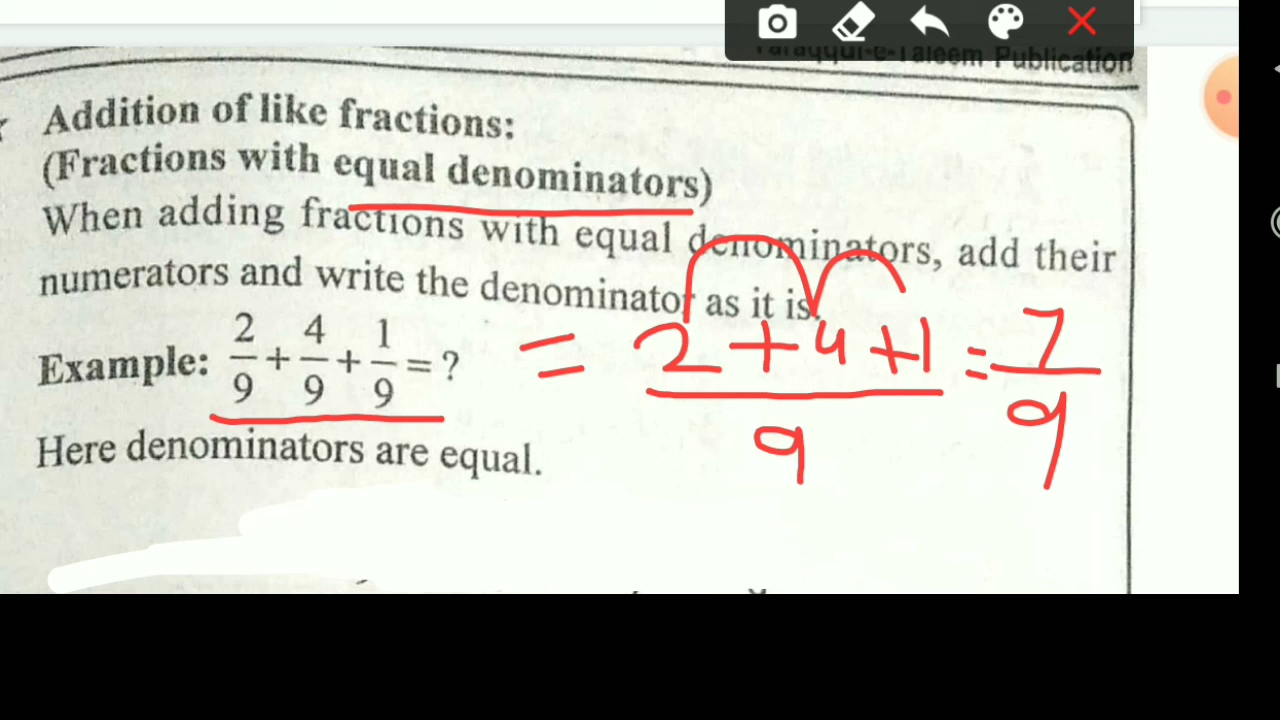 Tarayqui-e-Taleem Publication
Addition of like fractions:
(Fractions with equal denominators)
When adding fractions with equal denominators, add their
numerators and write the denominator as it is.
Example: 2/9 + 4/9 + 1/9 = ? = 2 + 4 + 1 / 9 = 7/9
Here denominators are equal.